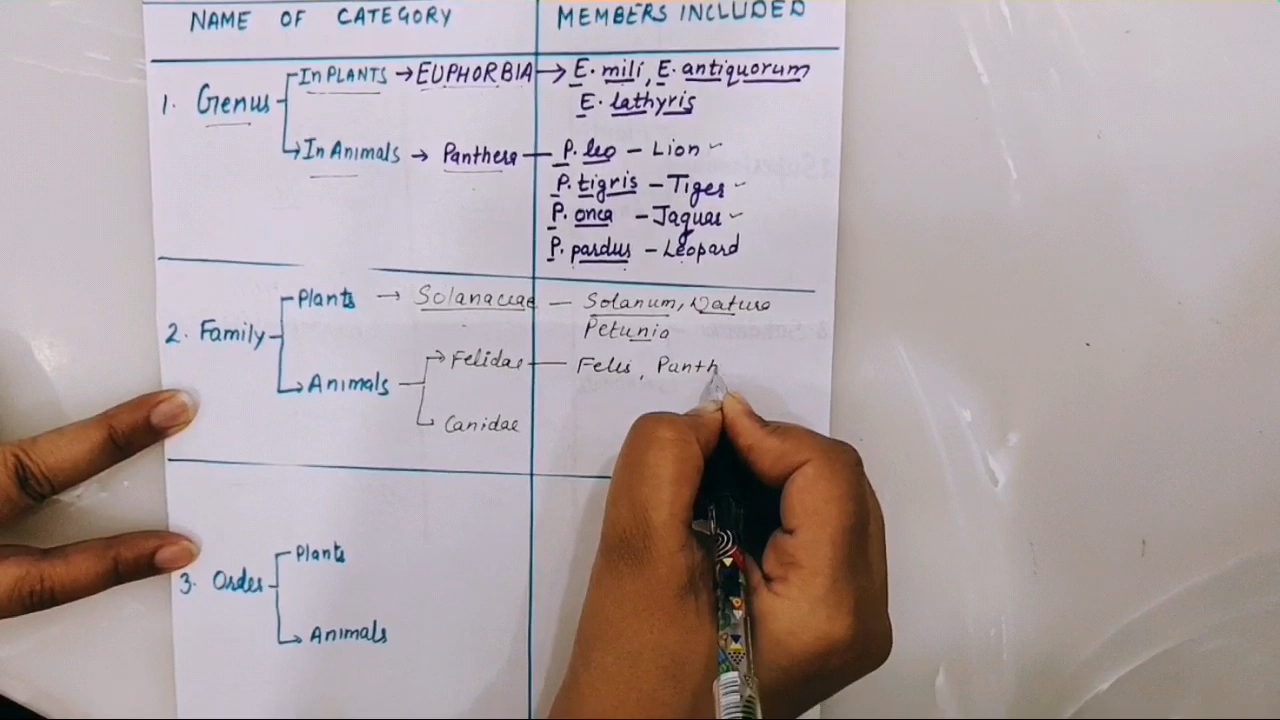 NAME OF CATEGORY MEMBERS INCLUDED
1. Genus In PLANTS → EUPHORBIA → E. mili, E. antiquorum
E. lathyris
In Animals → Panthera — P. leo – Lion
P. tigris – Tiger
P. onca – Jaguar
P. pardus – Leopard
2. Family Plants → Solanaceae — Solanum, Datura
Petunia
Animals Felidae — Felis, Panth
Canidae
3. Order Plants
Animals